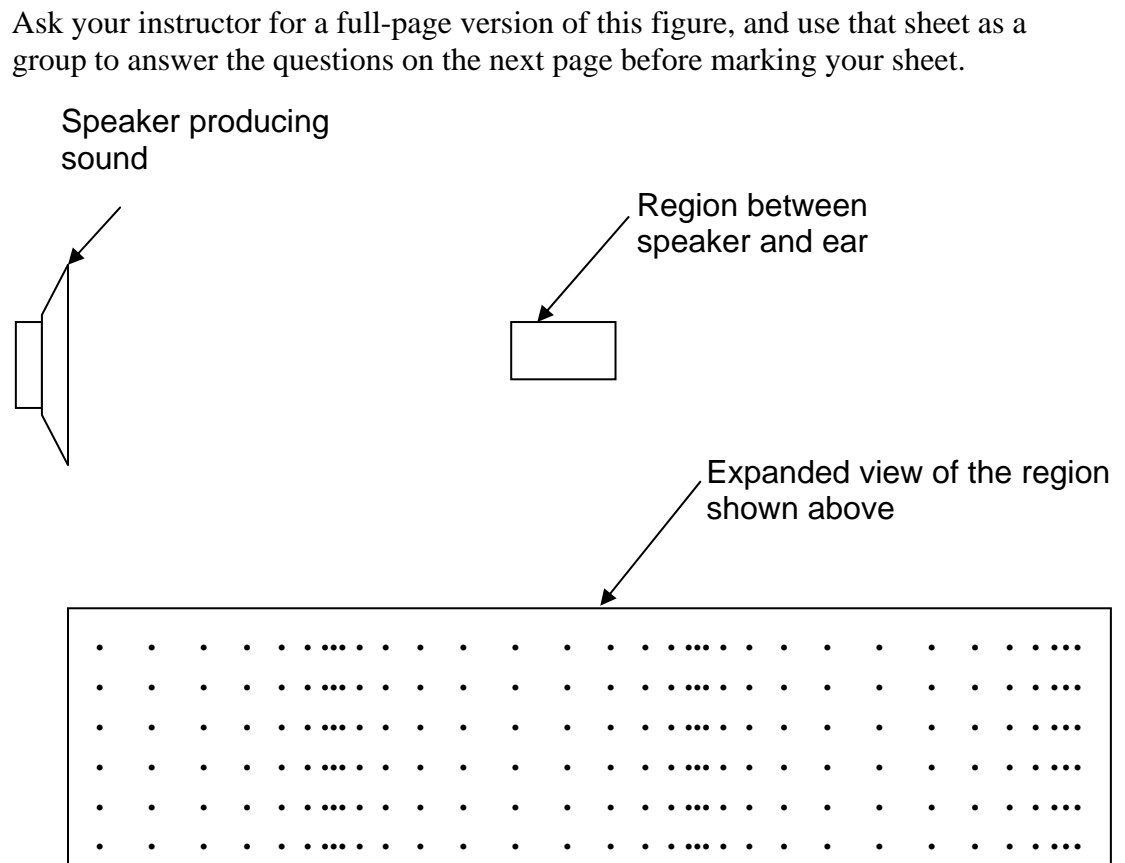 Ask your instructor for a full-page version of this figure, and use that sheet as a
group to answer the questions on the next page before marking your sheet.
Speaker producing
sound
Region between
speaker and ear
Expanded view of the region
shown above